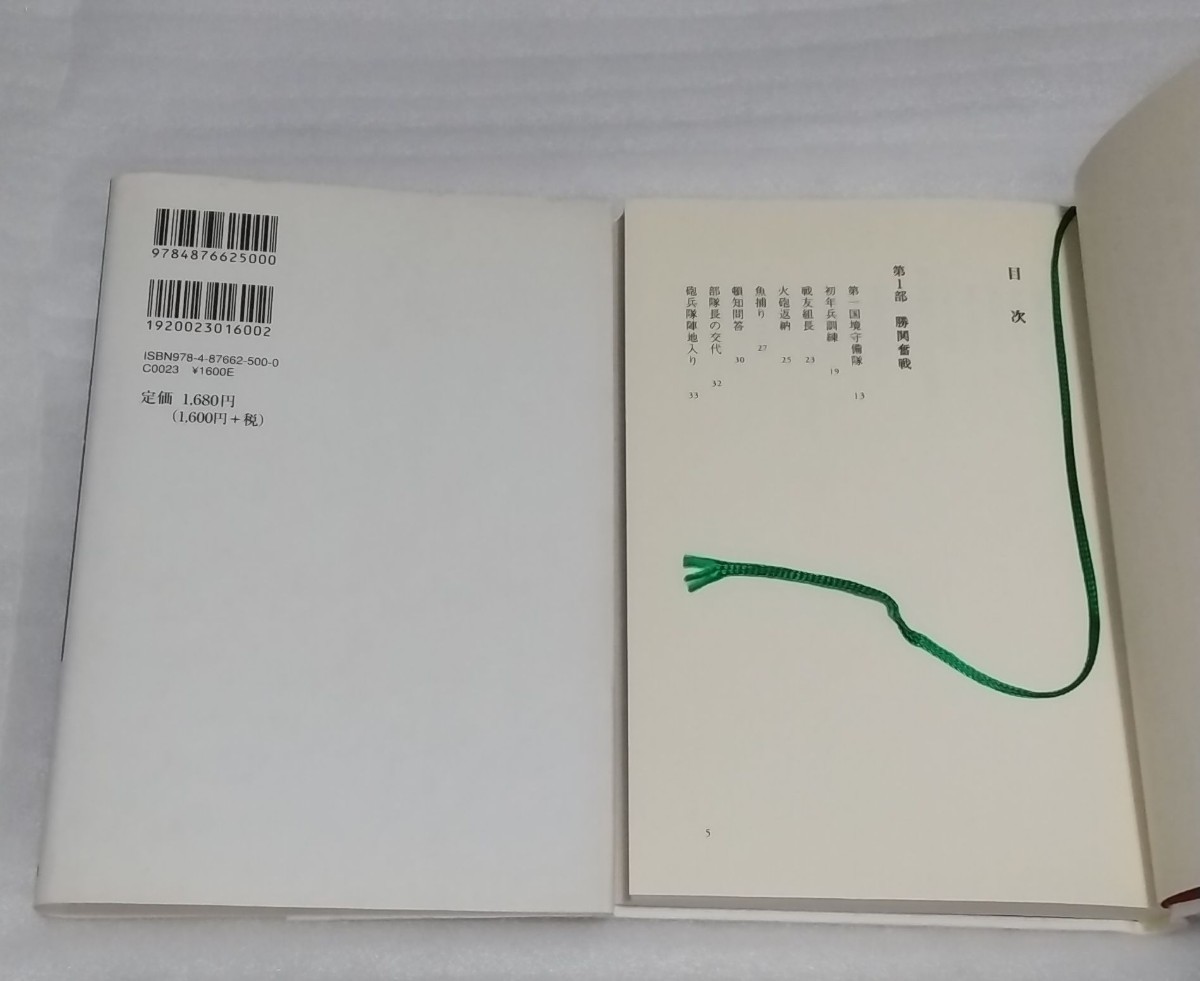 9784876625000
1920023016002
ISBN978-4-87662-500-0
C0023 ¥1600E
定価 1,680円
(1,600円+税)
目次
第1部 勝鬨奮戦
第一国境守備隊 13
初年兵訓練 19
戦友組長 23
火砲返納 25
魚捕り 27
頓知問答 30
部隊長の交代 32
砲兵隊陣地入り 33
5